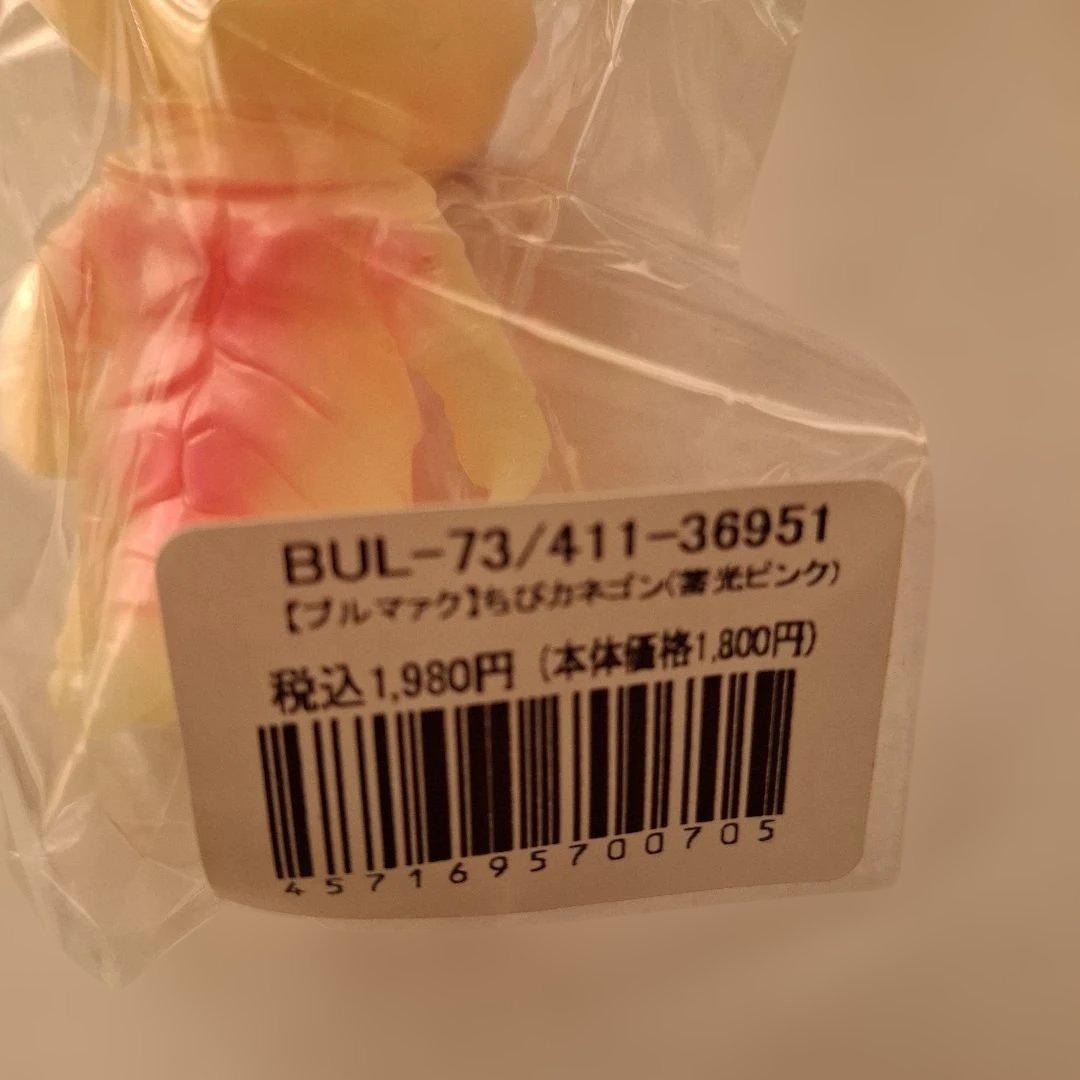 BUL-73/411-36951
【ブルマァク】ちびカネゴン(蓄光ピンク)
税込1,980円 (本体価格1,800円)
4571695700705